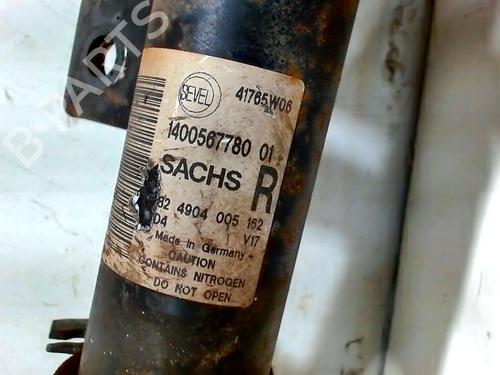 SEVEL
41765W06
1400567780 01
SACHS R
82 4904 005 162
D4 V17
Made in Germany
CAUTION
CONTAINS NITROGEN
DO NOT OPEN
B-PARTS